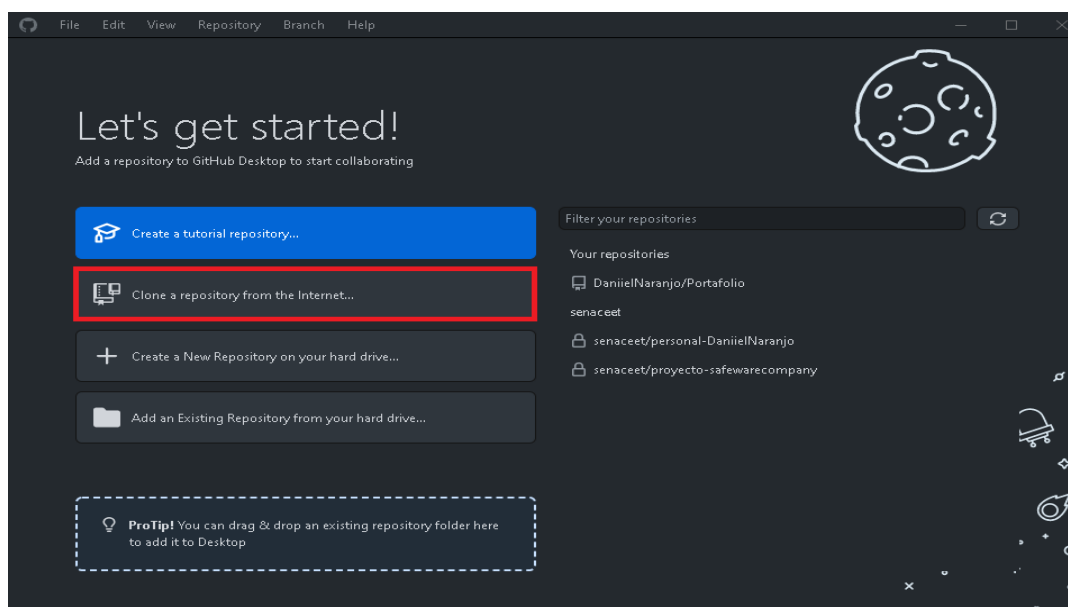 File Edit View Repository Branch Help
Let's get started!
Add a repository to GitHub Desktop to start collaborating
Create a tutorial repository...
Clone a repository from the Internet...
Create a New Repository on your hard drive...
Add an Existing Repository from your hard drive...
ProTip! You can drag & drop an existing repository folder here
to add it to Desktop
Filter your repositories
Your repositories
DaniielNaranjo/Portafolio
senaceet
senaceet/personal-DaniielNaranjo
senaceet/proyecto-safewarecompany